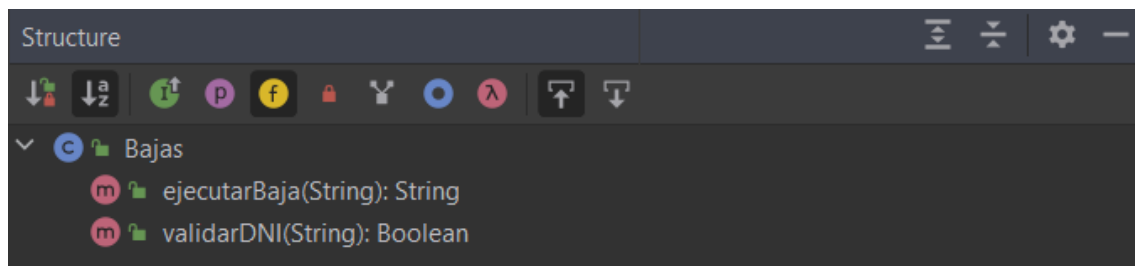 Structure
Bajas
ejecutarBaja(String): String
validarDNI(String): Boolean